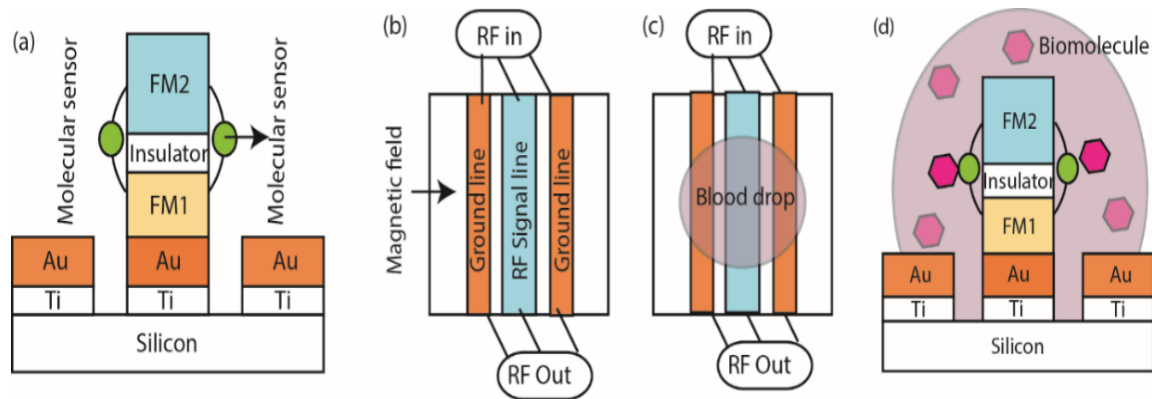 (a)
Molecular sensor
FM2
Insulator
FM1
Molecular sensor
Au
Au
Au
Ti
Ti
Ti
Silicon
(b)
RF in
Magnetic field
Ground line
RF Signal line
Ground line
RF Out
(c)
RF in
Blood drop
RF Out
(d)
Biomolecule
FM2
Insulator
FM1
Au
Au
Au
Ti
Ti
Ti
Silicon